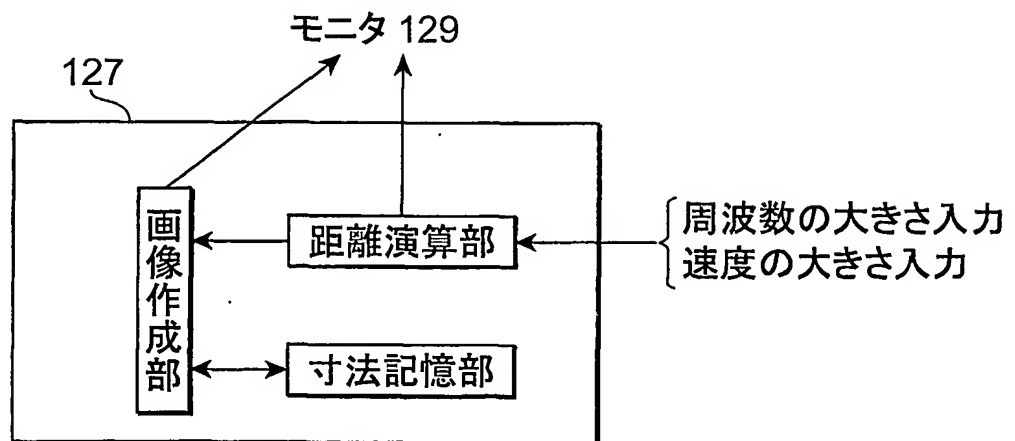 モニタ 129
127
画像作成部
距離演算部
周波数の大きさ入力
速度の大きさ入力
寸法記憶部